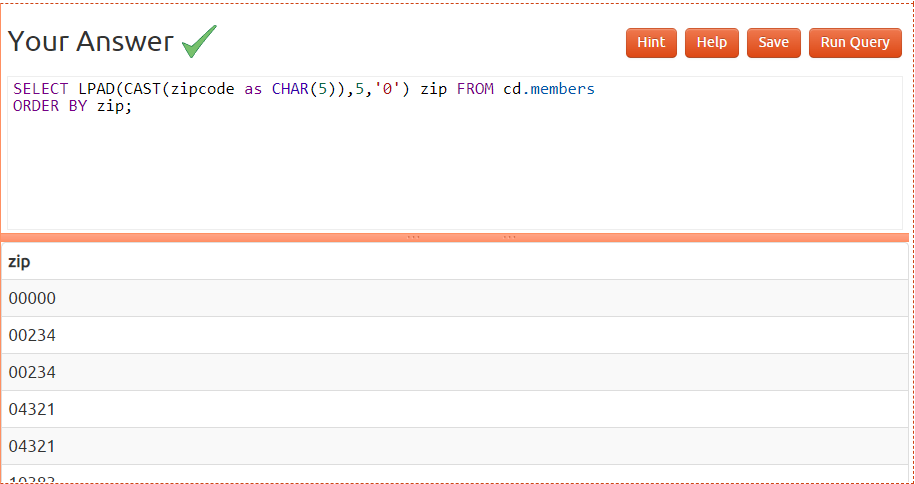 Your Answer
Hint Help Save Run Query
SELECT LPAD(CAST(zipcode as CHAR(5)),5,'0') zip FROM cd.members
ORDER BY zip;
zip
00000
00234
00234
04321
04321
10383